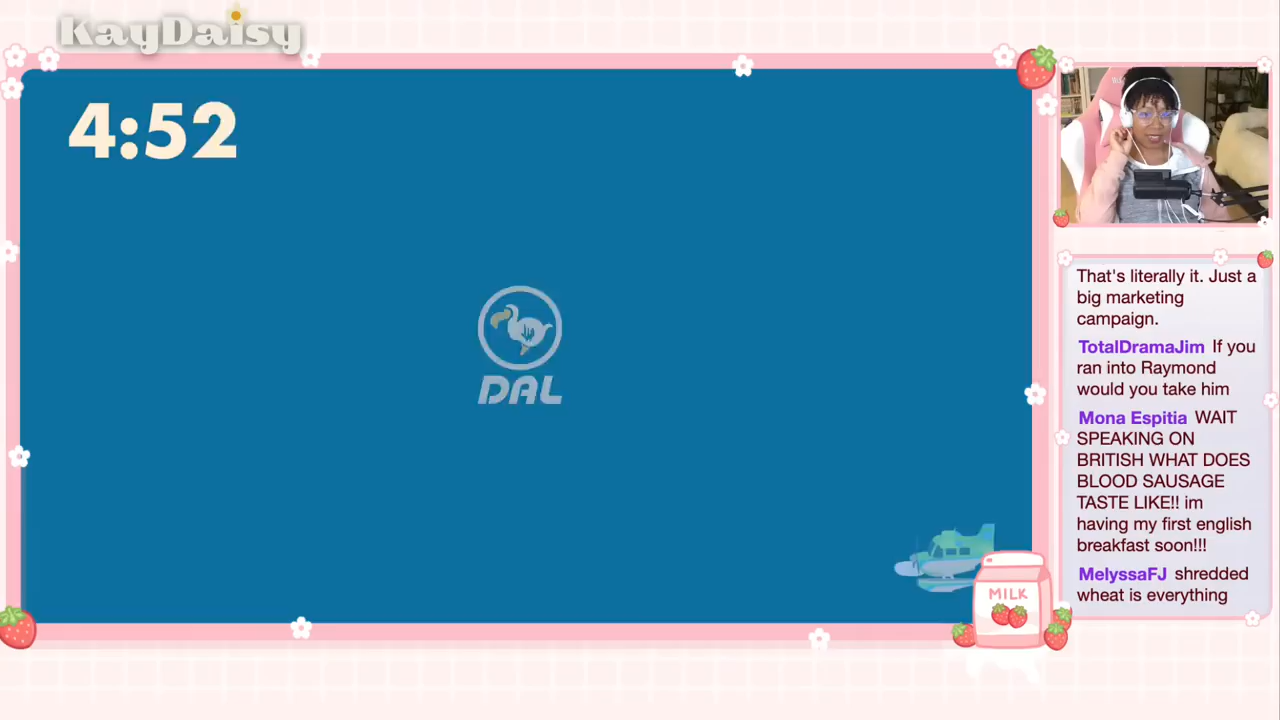 KayDaisy
4:52
DAL
MILK
That's literally it. Just a
big marketing
campaign.
TotalDramaJim If you
ran into Raymond
would you take him
Mona Espitia WAIT
SPEAKING ON
BRITISH WHAT DOES
BLOOD SAUSAGE
TASTE LIKE!! im
having my first english
breakfast soon!!!
MelyssaFJ shredded
wheat is everything